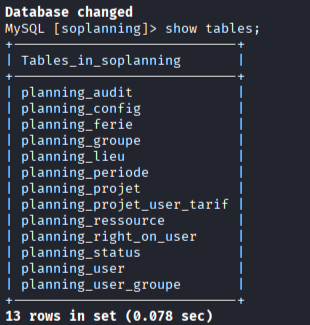 Database changed
MySQL [soplanning]> show tables;
+---------------------------+
| Tables_in_soplanning      |
+---------------------------+
| planning_audit            |
| planning_config           |
| planning_ferie            |
| planning_groupe           |
| planning_lieu             |
| planning_periode          |
| planning_projet           |
| planning_projet_user_tarif |
| planning_ressource        |
| planning_right_on_user    |
| planning_status           |
| planning_user             |
| planning_user_groupe      |
+---------------------------+
13 rows in set (0.078 sec)